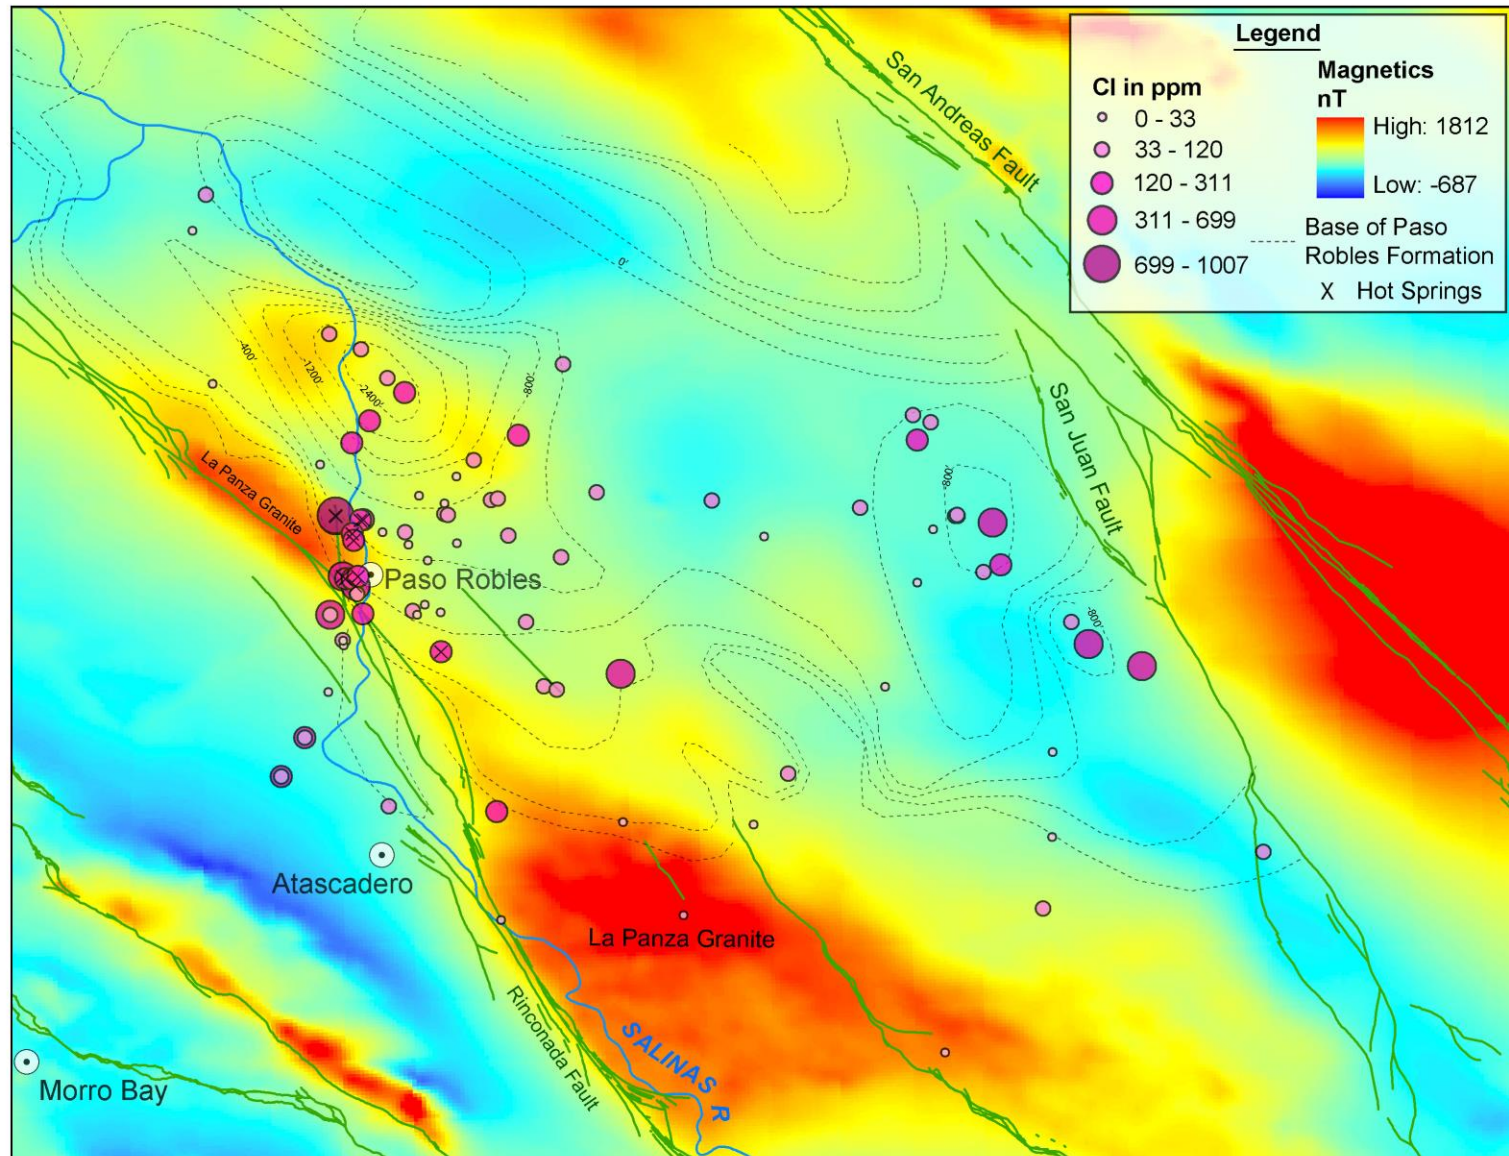 Legend
Cl in ppm
0 - 33
33 - 120
120 - 311
311 - 699
699 - 1007
Magnetics
nT
High: 1812
Low: -687
Base of Paso
Robles Formation
X Hot Springs
San Andreas Fault
0'
-400'
-1200'
-2400'
-800'
San Juan Fault
-800'
La Panza Granite
Paso Robles
-800'
Atascadero
La Panza Granite
Rinconada Fault
SALINAS R
Morro Bay